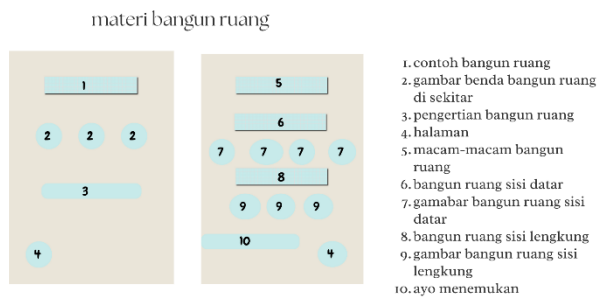 materi bangun ruang
1
2 2 2
3
4
5
6
7 7 7 7
8
9 9 9
10
4
1. contoh bangun ruang
2. gambar benda bangun ruang
di sekitar
3. pengertian bangun ruang
4. halaman
5. macam-macam bangun
ruang
6. bangun ruang sisi datar
7. gamabar bangun ruang sisi
datar
8. bangun ruang sisi lengkung
9. gambar bangun ruang sisi
lengkung
10. ayo menemukan